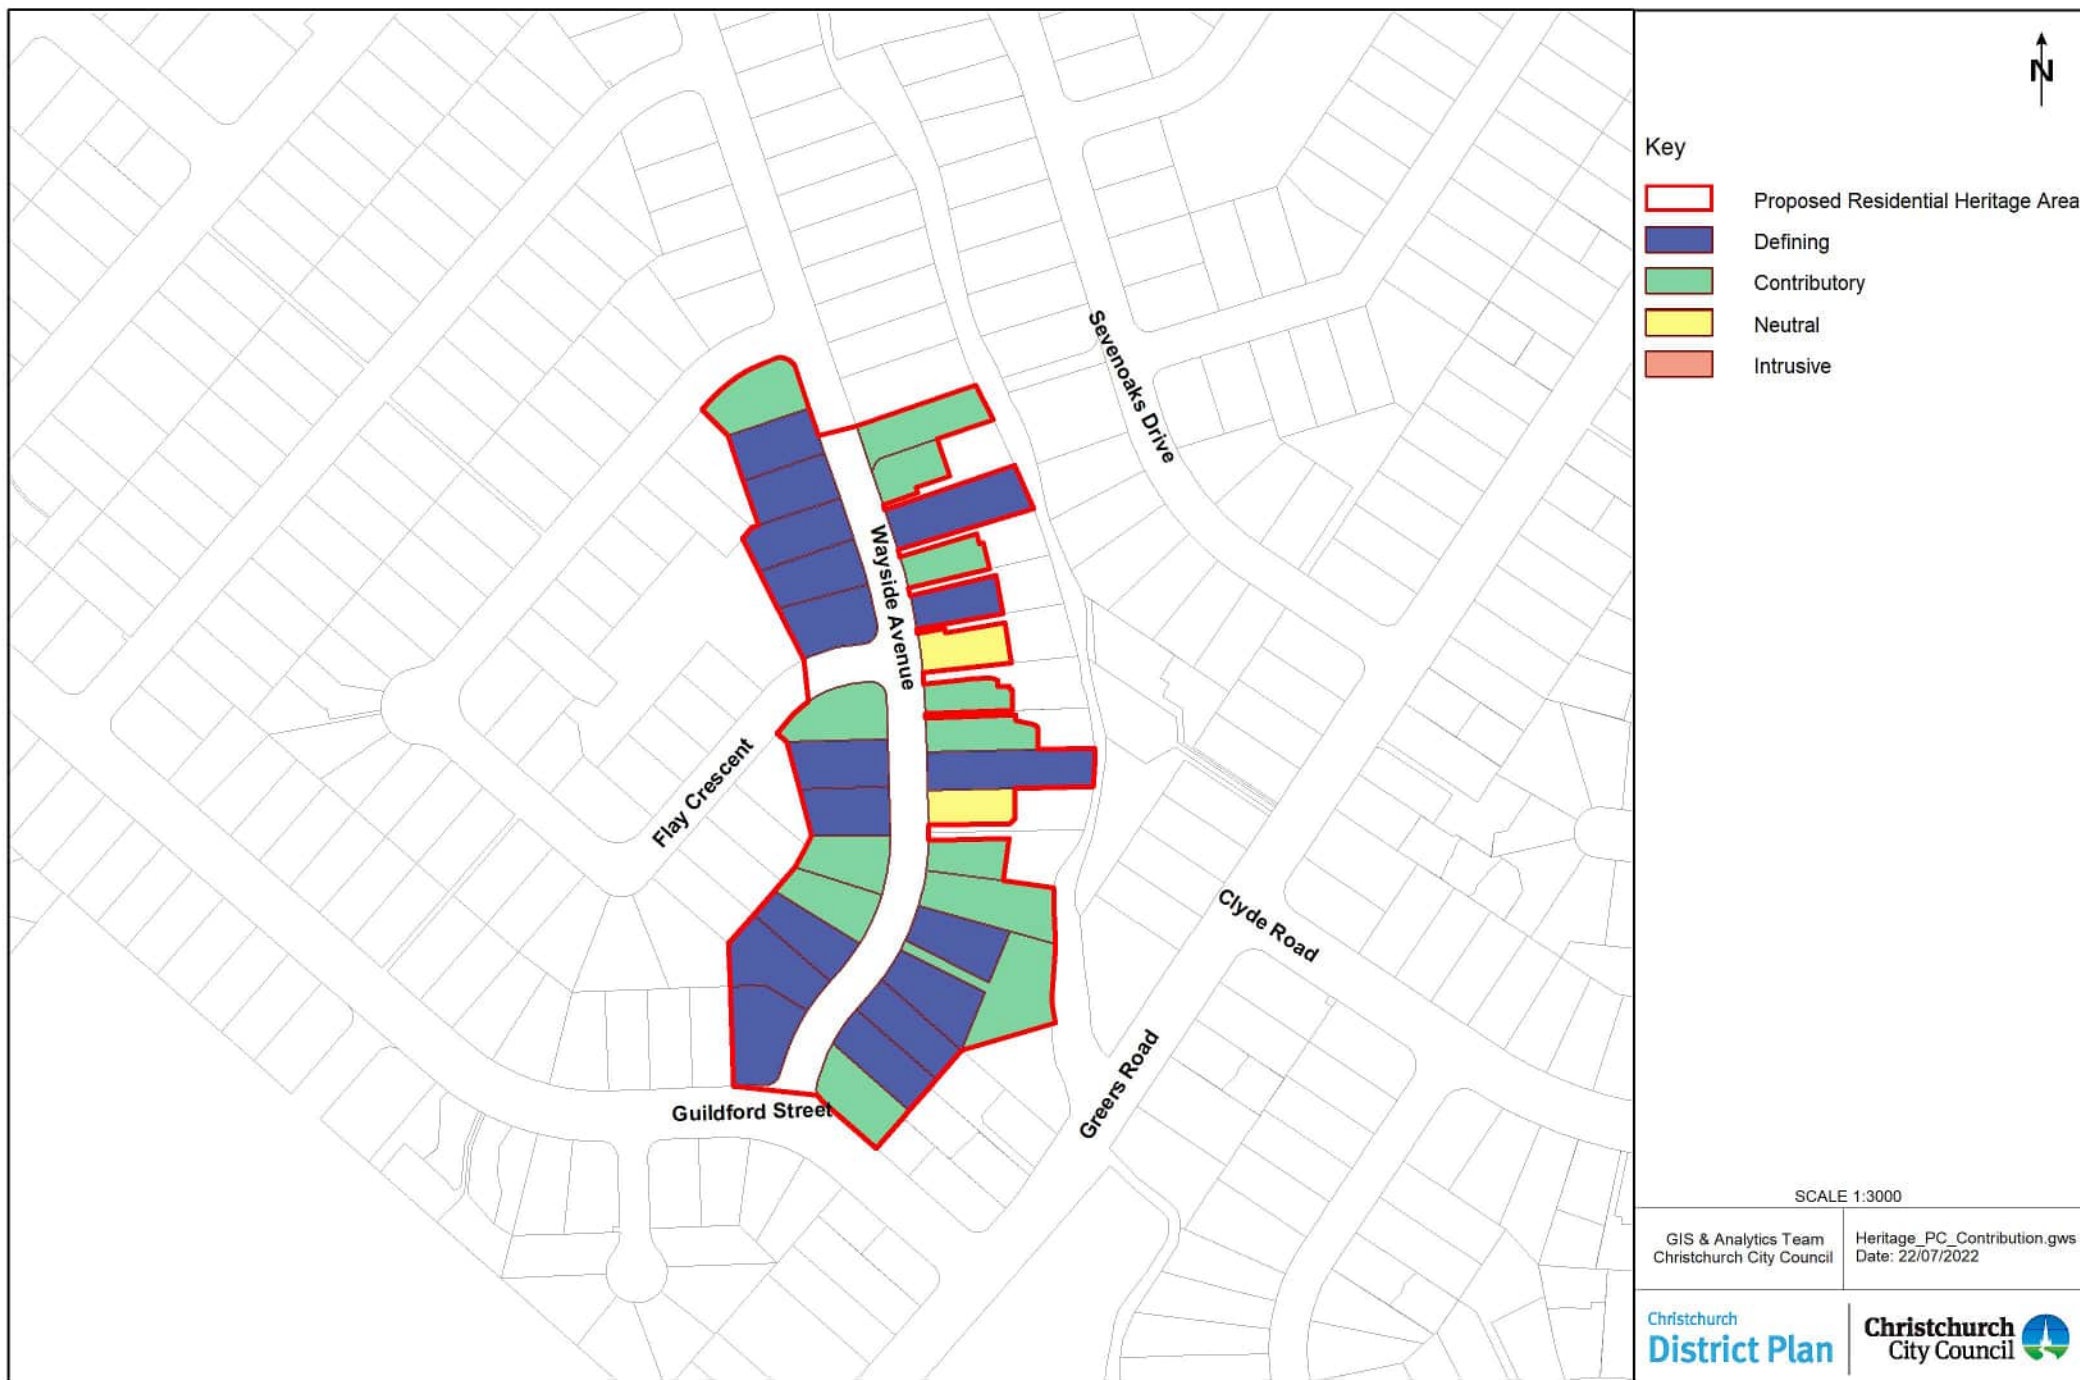 N
Key
Proposed Residential Heritage Area
Defining
Contributory
Neutral
Intrusive
Sevenoaks Drive
Wayside Avenue
Flay Crescent
Clyde Road
Greers Road
Guildford Street
SCALE 1:3000
GIS & Analytics Team
Christchurch City Council
Heritage_PC_Contribution.gws
Date: 22/07/2022
Christchurch
District Plan
Christchurch
City Council